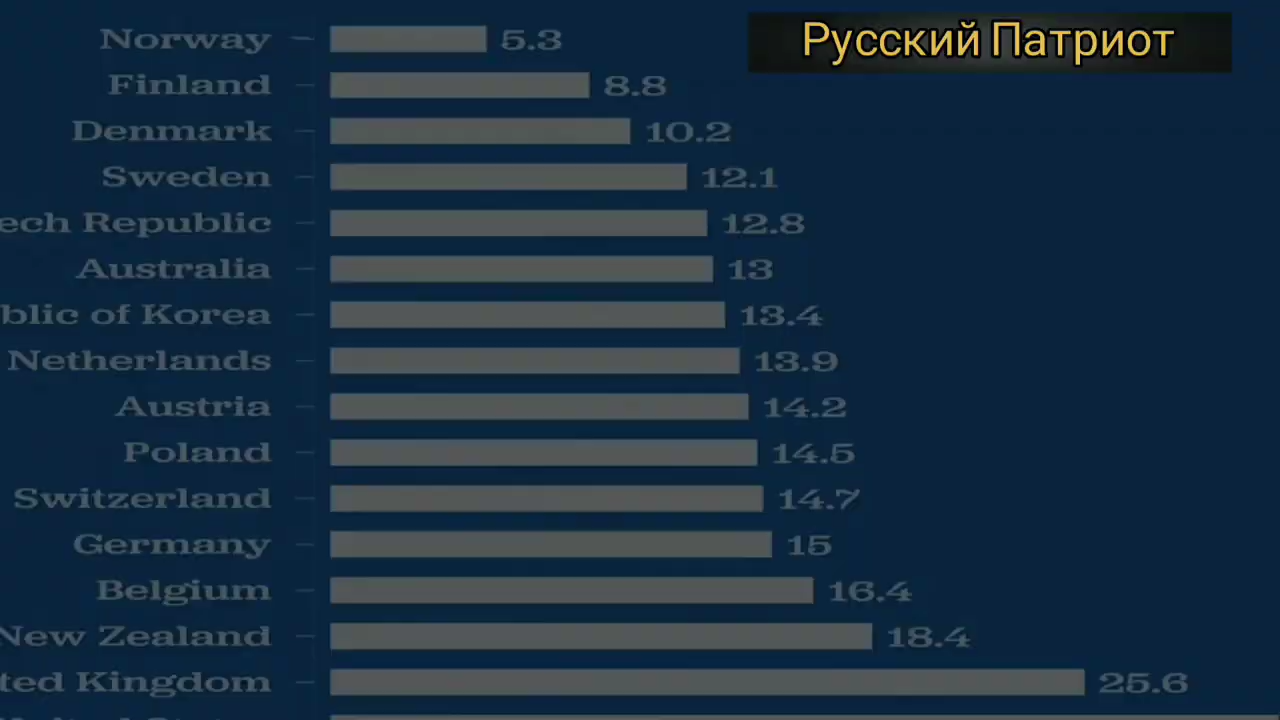 Русский Патриот
Norway 5.3
Finland 8.8
Denmark 10.2
Sweden 12.1
ech Republic 12.8
Australia 13
blic of Korea 13.4
Netherlands 13.9
Austria 14.2
Poland 14.5
Switzerland 14.7
Germany 15
Belgium 16.4
New Zealand 18.4
ted Kingdom 25.6